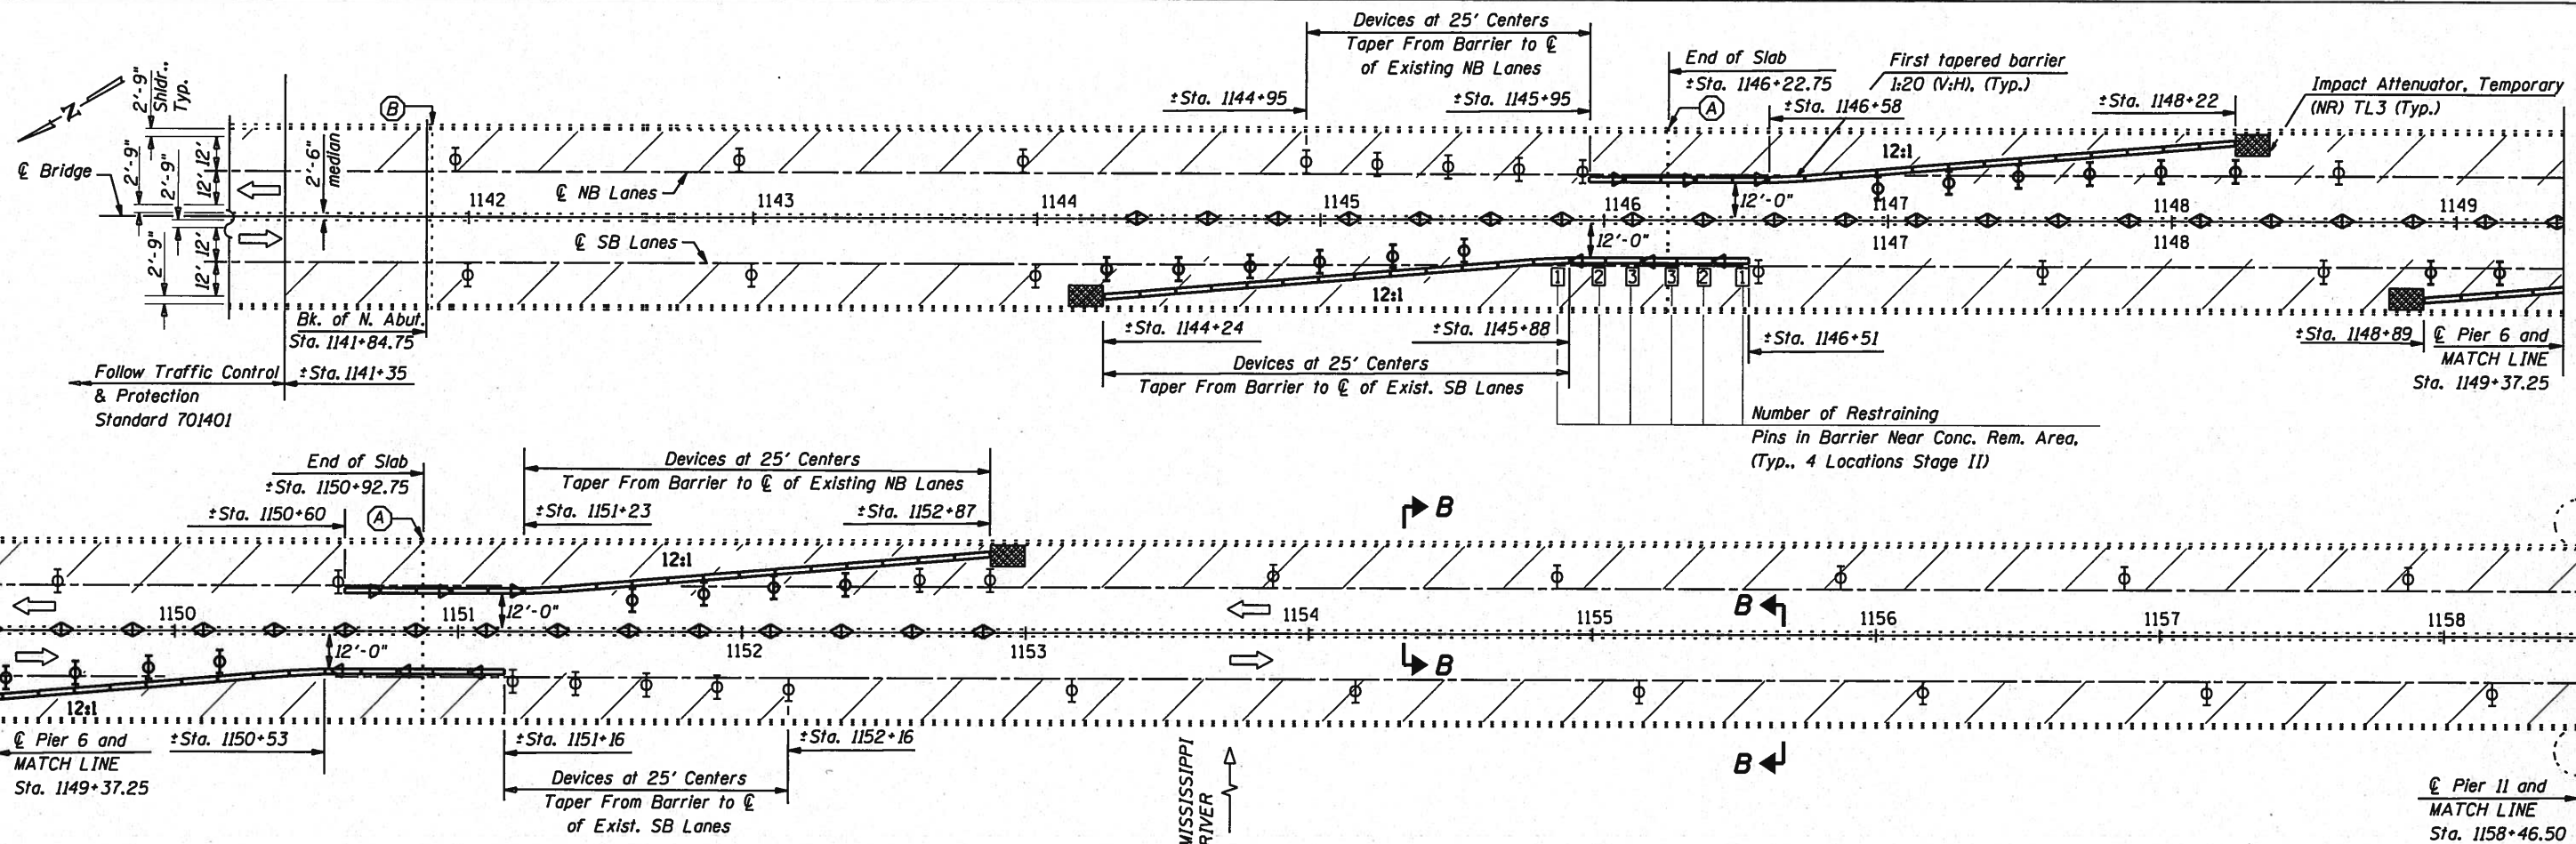 Devices at 25' Centers
Taper From Barrier to ℄
of Existing NB Lanes
End of Slab
±Sta. 1146+22.75
First tapered barrier
1:20 (V:H), (Typ.)
Impact Attenuator, Temporary
(NR) TL3 (Typ.)
±Sta. 1144+95
±Sta. 1145+95
±Sta. 1146+58
±Sta. 1148+22
N
2'-9"
Shldr.,
Typ.
B
A
℄ Bridge
2'-9"
2'-9"
12' 12'
2'-6"
median
℄ NB Lanes
12:1
12'-0"
1142
1143
1144
1145
1146
1147
1148
1149
2'-9"
12' 12'
℄ SB Lanes
12'-0"
1147
1148
12:1
1 2 3 3 2 1
Bk. of N. Abut.
Sta. 1141+84.75
±Sta. 1144+24
±Sta. 1145+88
±Sta. 1146+51
±Sta. 1148+89
℄ Pier 6 and
MATCH LINE
Sta. 1149+37.25
Follow Traffic Control
& Protection
Standard 701401
±Sta. 1141+35
Devices at 25' Centers
Taper From Barrier to ℄ of Exist. SB Lanes
Number of Restraining
Pins in Barrier Near Conc. Rem. Area,
(Typ., 4 Locations Stage II)
End of Slab
±Sta. 1150+92.75
±Sta. 1150+60
A
Devices at 25' Centers
Taper From Barrier to ℄ of Existing NB Lanes
±Sta. 1151+23
±Sta. 1152+87
B
12:1
12'-0"
1150
1151
1152
1153
1154
1155
1156
1157
1158
B
12'-0"
B
12:1
℄ Pier 6 and
MATCH LINE
Sta. 1149+37.25
±Sta. 1150+53
±Sta. 1151+16
±Sta. 1152+16
Devices at 25' Centers
Taper From Barrier to ℄
of Exist. SB Lanes
MISSISSIPPI
RIVER
B
℄ Pier 11 and
MATCH LINE
Sta. 1158+46.50